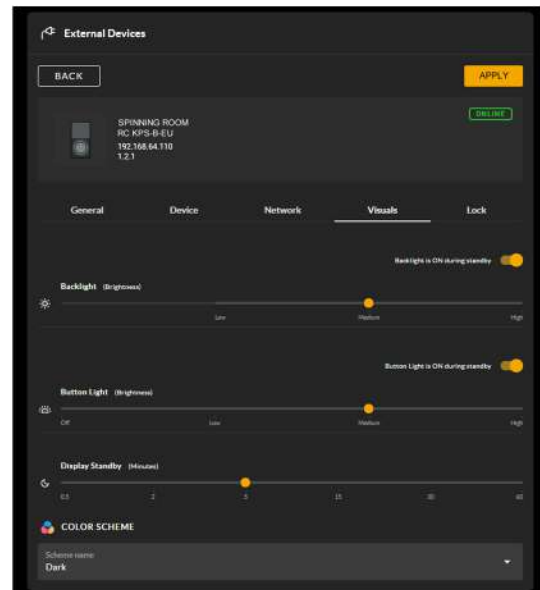 External Devices
BACK
APPLY
SPINNING ROOM
RC KPS-B-EU
192.168.64.110
1.2.1
ONLINE
General Device Network Visuals Lock
Backlight is ON during standby
Backlight (Brightness)
Low Medium High
Button Light is ON during standby
Button Light (Brightness)
Off Low Medium High
Display Standby (Minutes)
0.5 2 5 15 30 60
COLOR SCHEME
Scheme name
Dark